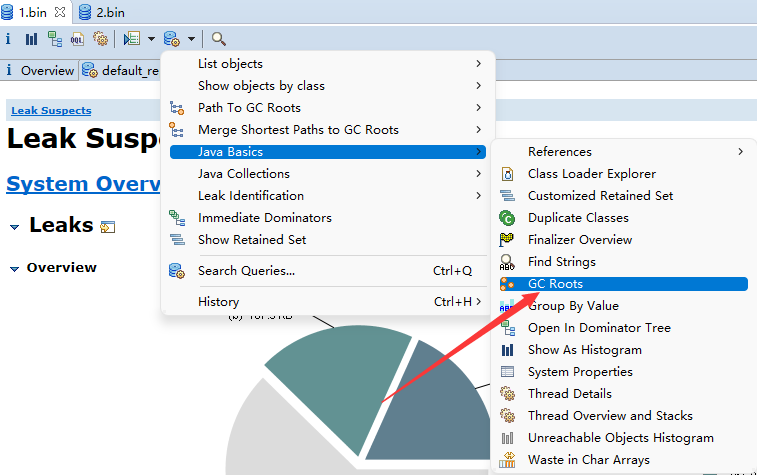 1.bin
2.bin
i
OQL
i Overview
default_re
List objects
Show objects by class
Path To GC Roots
Merge Shortest Paths to GC Roots
Java Basics
Java Collections
Leak Identification
Immediate Dominators
Show Retained Set
Search Queries... Ctrl+Q
History Ctrl+H
Leak Suspects
Leak Susp
System Overv
Leaks
Overview
References
Class Loader Explorer
Customized Retained Set
Duplicate Classes
Finalizer Overview
Find Strings
GC Roots
Group By Value
Open In Dominator Tree
Show As Histogram
System Properties
Thread Details
Thread Overview and Stacks
Unreachable Objects Histogram
Waste in Char Arrays